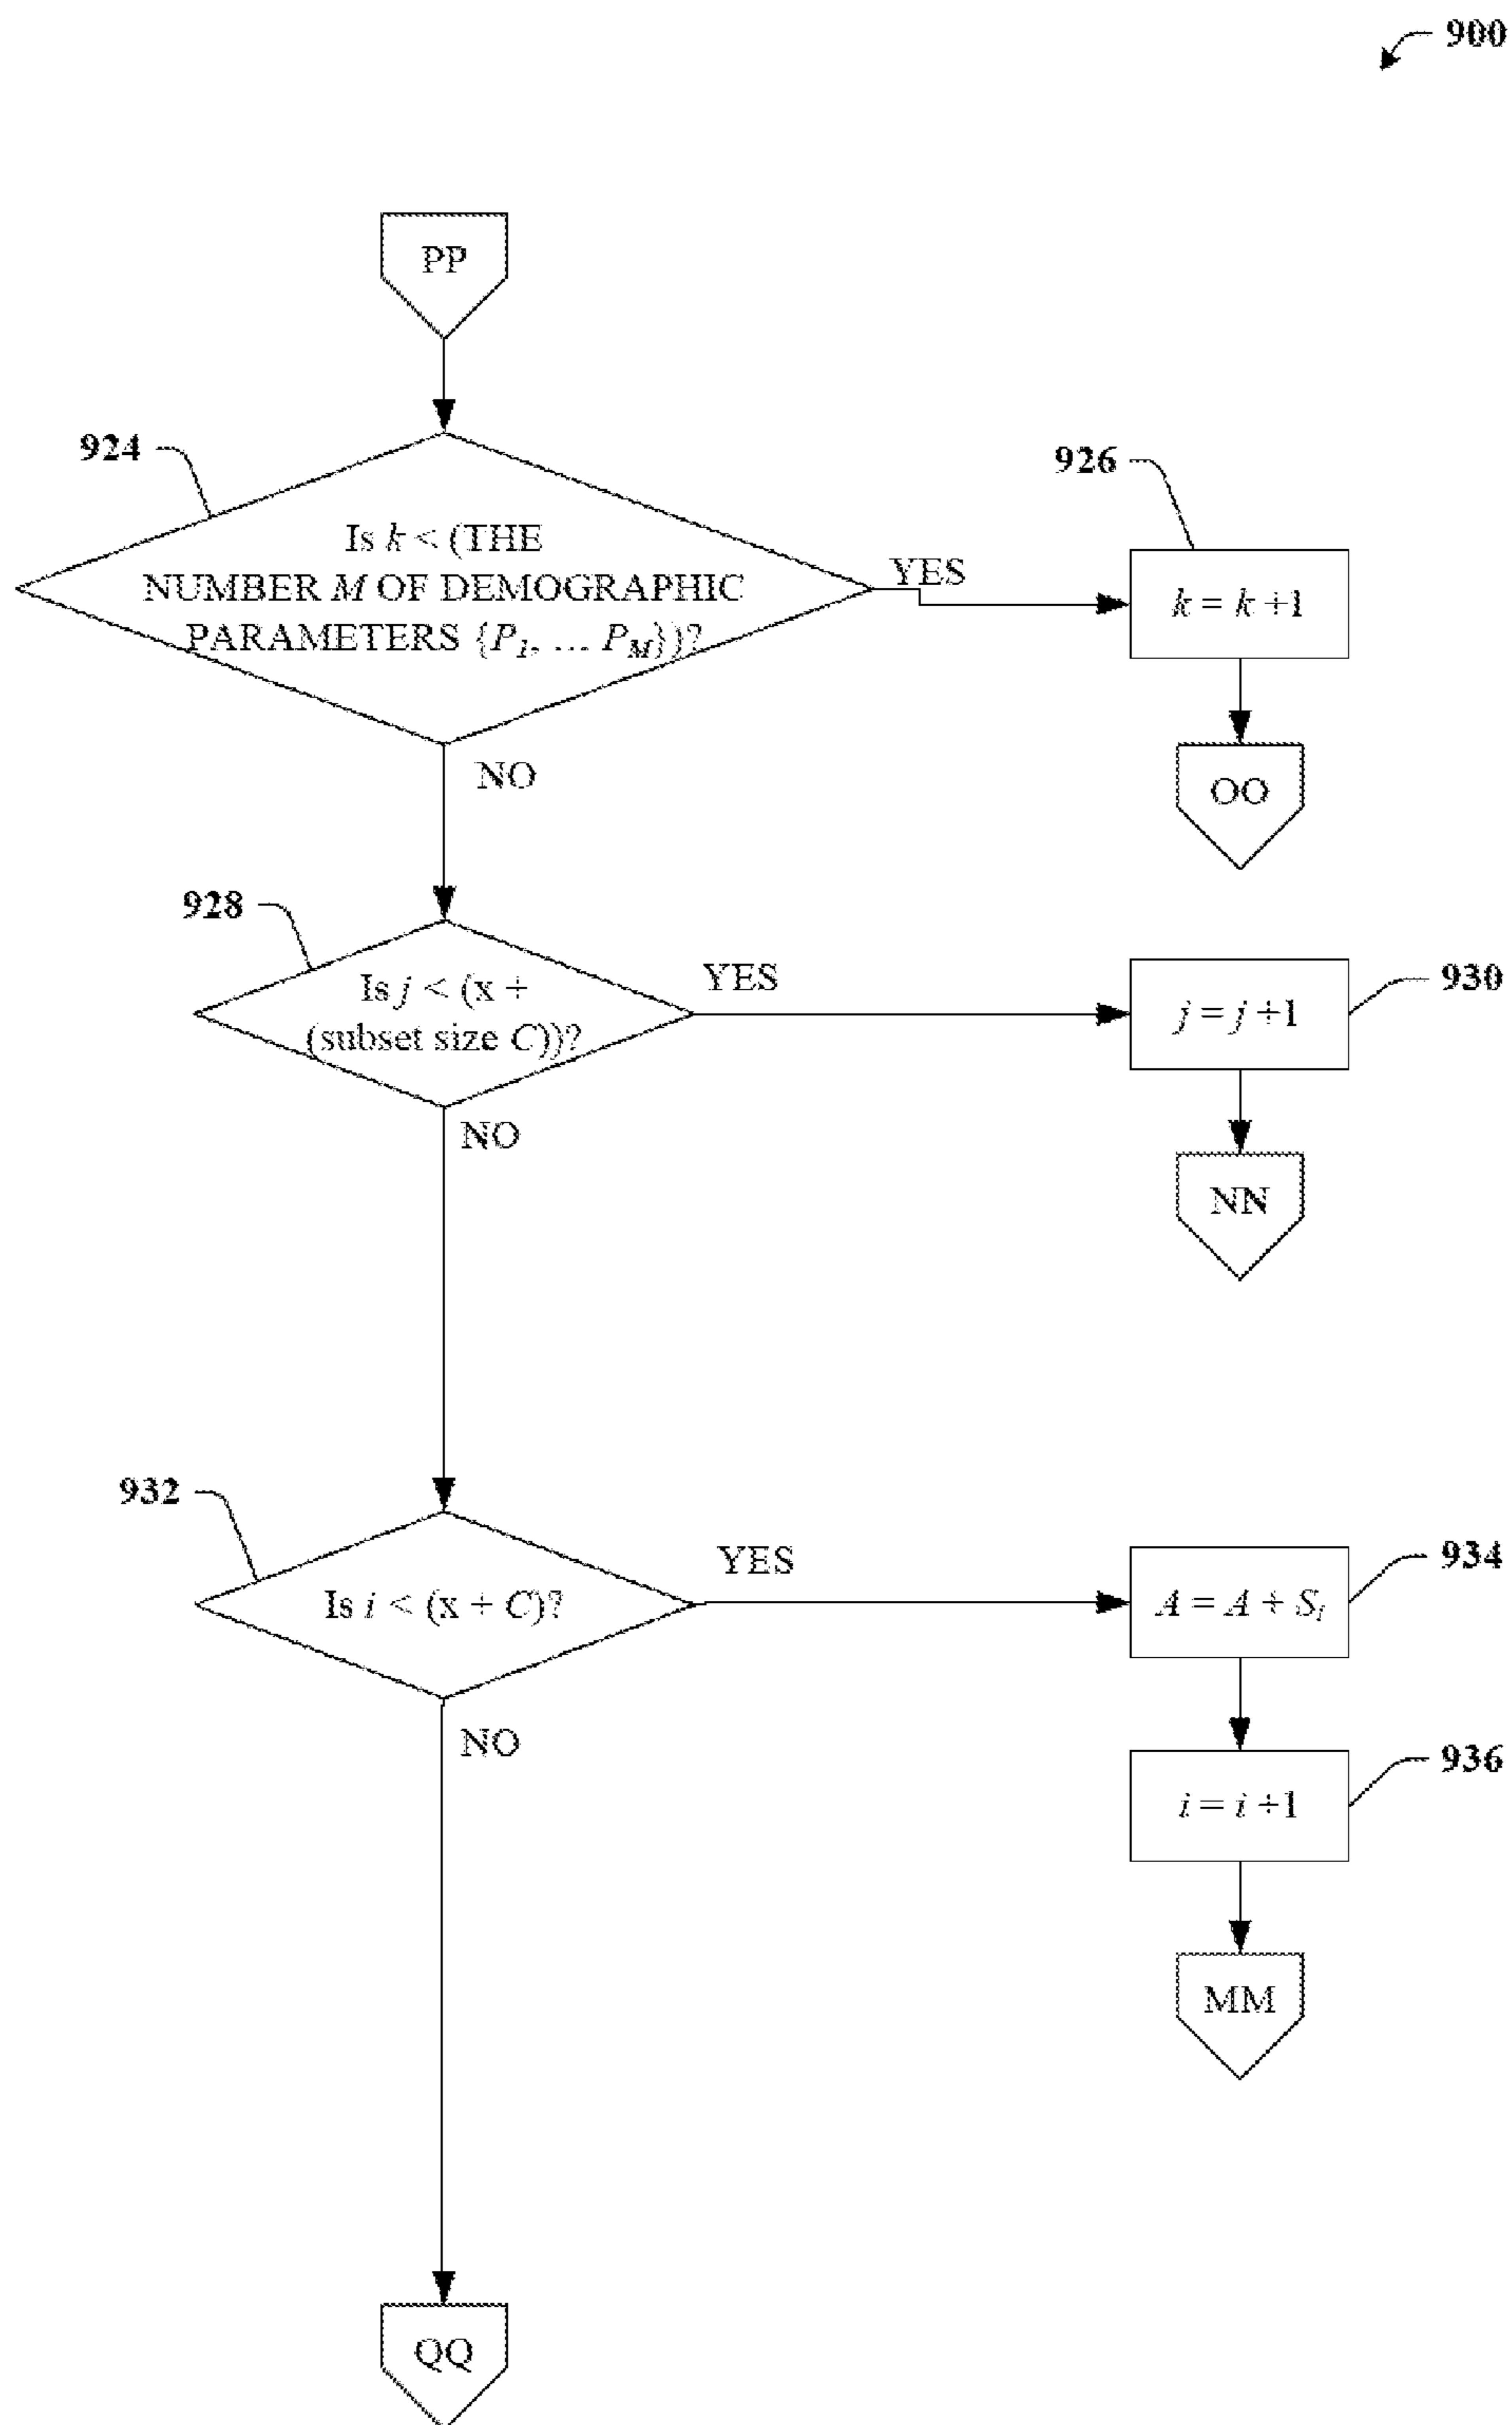 900
PP
924
926
Is k < (THE
NUMBER M OF DEMOGRAPHIC
PARAMETERS {P1, ... PM})?
YES
k = k +1
NO
OO
928
Is j < (x +
(subset size C))?
YES
j = j +1
930
NO
NN
932
Is i < (x + C)?
YES
A = A + Si
934
NO
i = i +1
936
MM
QQ